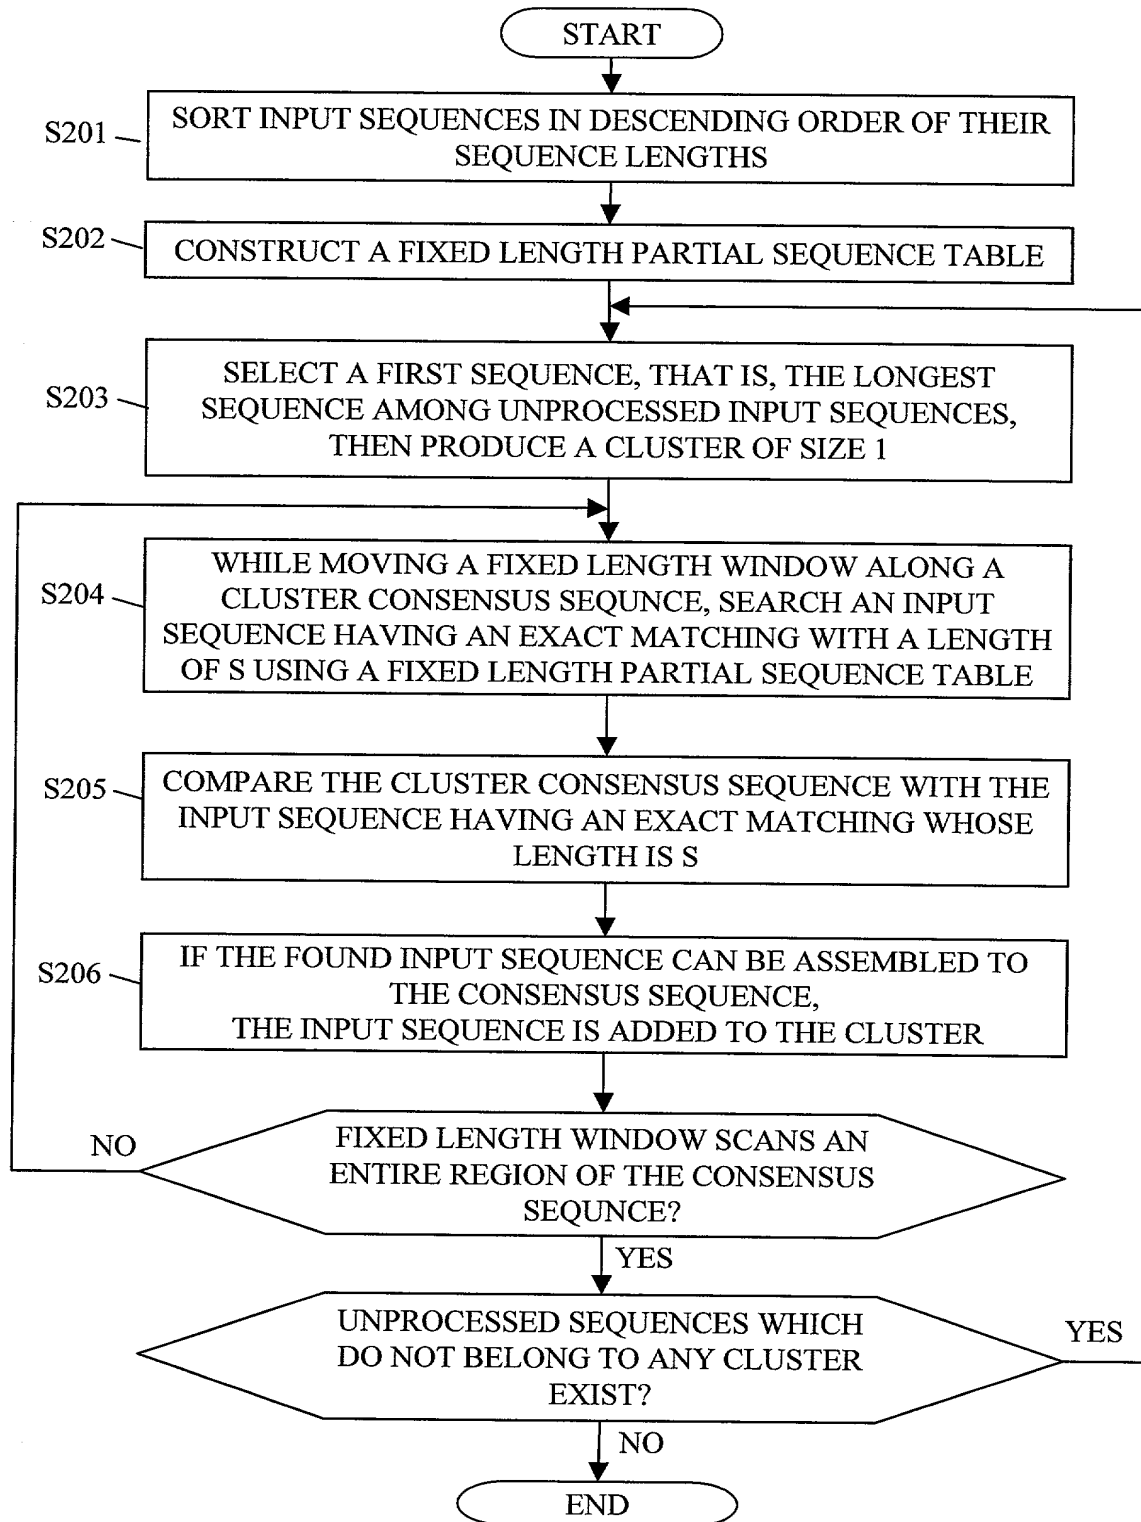 START
S201
SORT INPUT SEQUENCES IN DESCENDING ORDER OF THEIR
SEQUENCE LENGTHS
S202
CONSTRUCT A FIXED LENGTH PARTIAL SEQUENCE TABLE
S203
SELECT A FIRST SEQUENCE, THAT IS, THE LONGEST
SEQUENCE AMONG UNPROCESSED INPUT SEQUENCES,
THEN PRODUCE A CLUSTER OF SIZE 1
S204
WHILE MOVING A FIXED LENGTH WINDOW ALONG A
CLUSTER CONSENSUS SEQUNCE, SEARCH AN INPUT
SEQUENCE HAVING AN EXACT MATCHING WITH A LENGTH
OF S USING A FIXED LENGTH PARTIAL SEQUENCE TABLE
S205
COMPARE THE CLUSTER CONSENSUS SEQUENCE WITH THE
INPUT SEQUENCE HAVING AN EXACT MATCHING WHOSE
LENGTH IS S
S206
IF THE FOUND INPUT SEQUENCE CAN BE ASSEMBLED TO
THE CONSENSUS SEQUENCE,
THE INPUT SEQUENCE IS ADDED TO THE CLUSTER
NO
FIXED LENGTH WINDOW SCANS AN
ENTIRE REGION OF THE CONSENSUS
SEQUNCE?
YES
UNPROCESSED SEQUENCES WHICH
DO NOT BELONG TO ANY CLUSTER
EXIST?
YES
NO
END